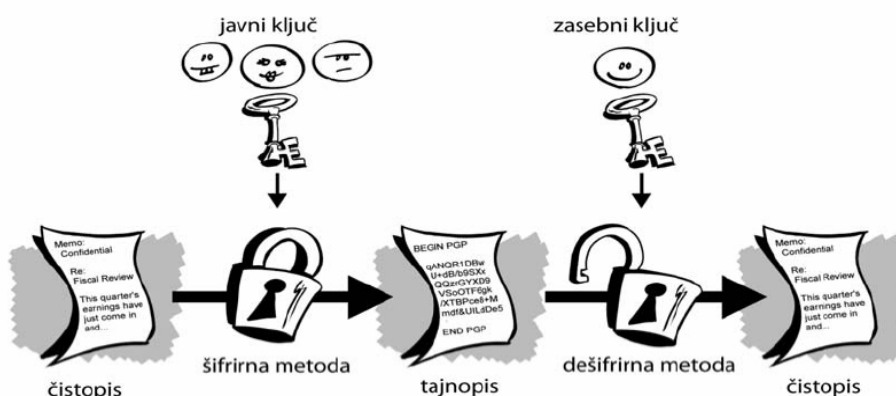 javni ključ
zasebni ključ
Memo:
Confidential
Re:
Fiscal Review
This quarter's
earnings have
just come in
and...
BEGIN PGP
qANQR1DBw
U+dB/b9SXx
QQzrGYXD9
VSoOTF6gk
/XTBPce6+M
mdf&UILdDe5
END PGP
Memo:
Confidential
Re:
Fiscal Review
This quarter's
earnings have
just come in
and...
čistopis
šifrirna metoda
tajnopis
dešifrirna metoda
čistopis